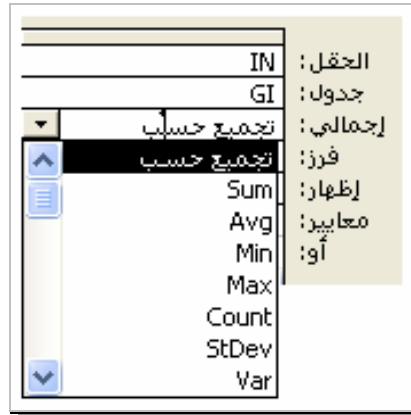 الحقل: IN
جدول: GI
إجمالي: تجميع حسب
فرز: تجميع حسب
إظهار: Sum
معايير: Avg
أو: Min
Max
Count
StDev
Var